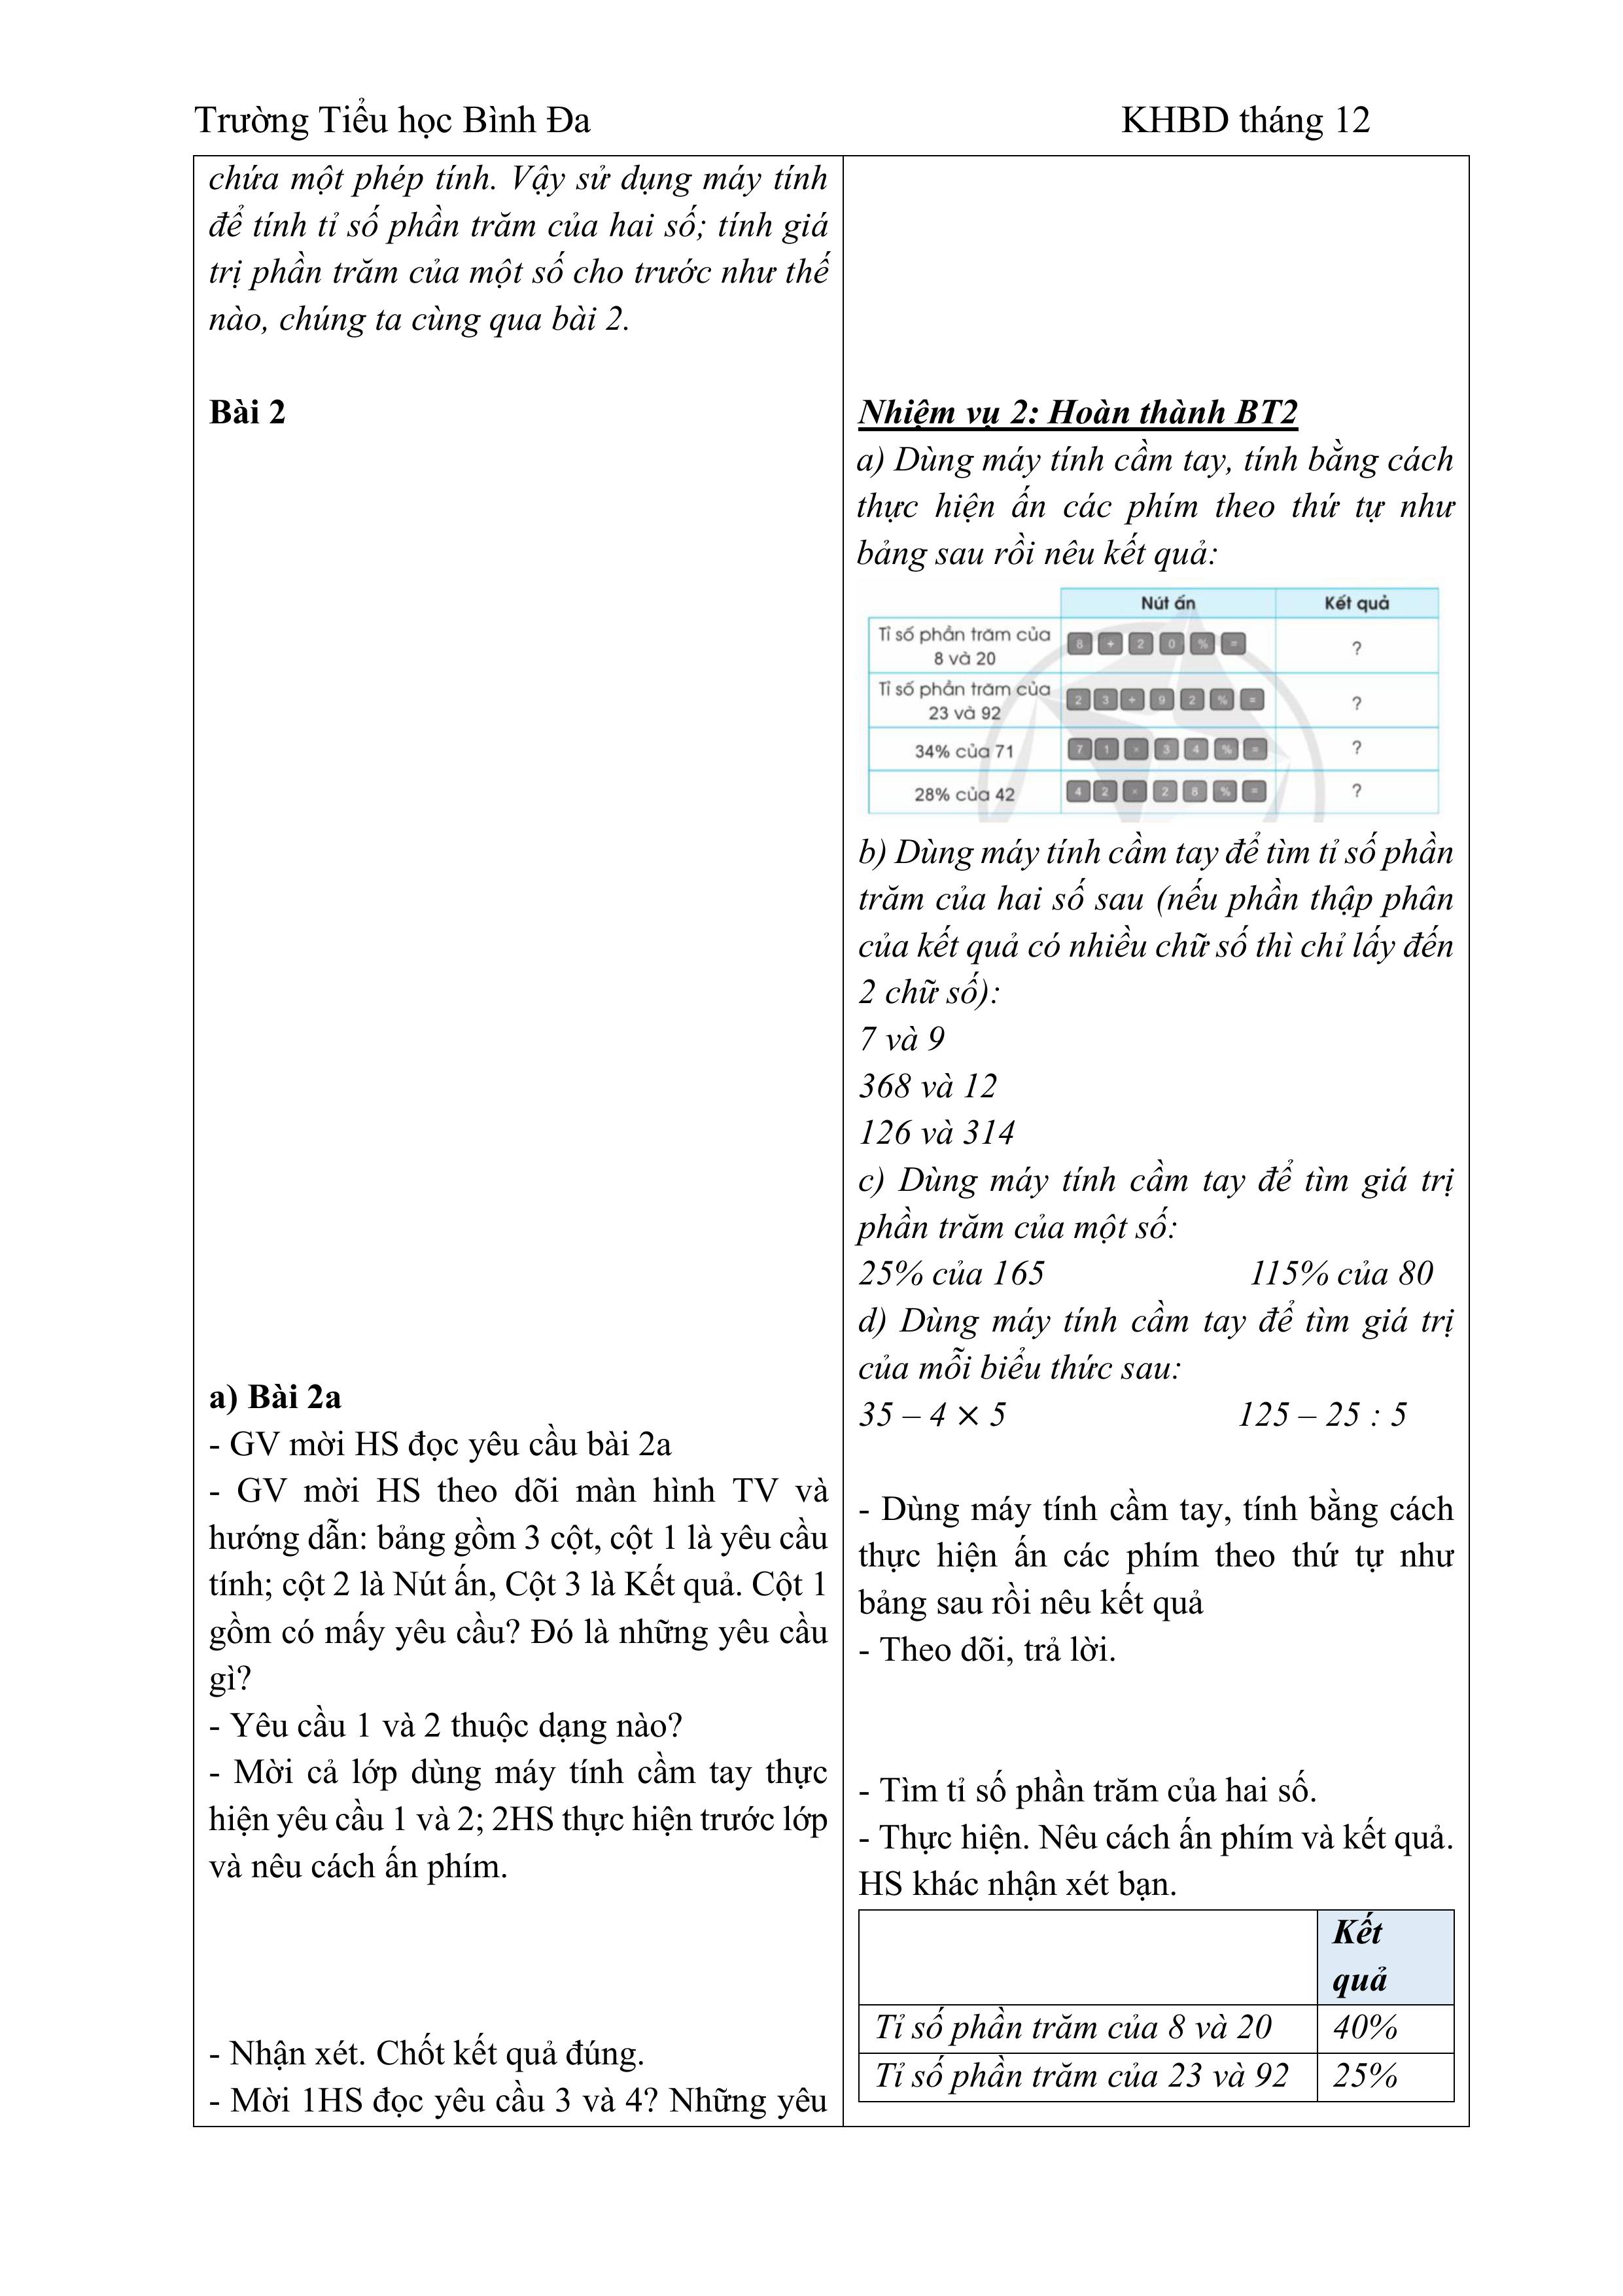 Trường Tiểu học Bình Đa KHBD tháng 12
chứa một phép tính. Vậy sử dụng máy tính
để tính tỉ số phần trăm của hai số; tính giá
trị phần trăm của một số cho trước như thế
nào, chúng ta cùng qua bài 2.
Bài 2
a) Bài 2a
- GV mời HS đọc yêu cầu bài 2a
- GV mời HS theo dõi màn hình TV và
hướng dẫn: bảng gồm 3 cột, cột 1 là yêu cầu
tính; cột 2 là Nút ấn, Cột 3 là Kết quả. Cột 1
gồm có mấy yêu cầu? Đó là những yêu cầu
gì?
- Yêu cầu 1 và 2 thuộc dạng nào?
- Mời cả lớp dùng máy tính cầm tay thực
hiện yêu cầu 1 và 2; 2HS thực hiện trước lớp
và nêu cách ấn phím.
- Nhận xét. Chốt kết quả đúng.
- Mời 1HS đọc yêu cầu 3 và 4? Những yêu
Nhiệm vụ 2: Hoàn thành BT2
a) Dùng máy tính cầm tay, tính bằng cách
thực hiện ấn các phím theo thứ tự như
bảng sau rồi nêu kết quả:
Nút ấn Kết quả
Tỉ số phần trăm của
8 và 20
8 ÷ 2 0 % = ?
Tỉ số phần trăm của
23 và 92
2 3 ÷ 9 2 % = ?
34% của 71 7 1 × 3 4 % = ?
28% của 42 4 2 × 2 8 % = ?
b) Dùng máy tính cầm tay để tìm tỉ số phần
trăm của hai số sau (nếu phần thập phân
của kết quả có nhiều chữ số thì chỉ lấy đến
2 chữ số):
7 và 9
368 và 12
126 và 314
c) Dùng máy tính cầm tay để tìm giá trị
phần trăm của một số:
25% của 165 115% của 80
d) Dùng máy tính cầm tay để tìm giá trị
của mỗi biểu thức sau:
35 – 4 × 5 125 – 25 : 5
- Dùng máy tính cầm tay, tính bằng cách
thực hiện ấn các phím theo thứ tự như
bảng sau rồi nêu kết quả
- Theo dõi, trả lời.
- Tìm tỉ số phần trăm của hai số.
- Thực hiện. Nêu cách ấn phím và kết quả.
HS khác nhận xét bạn.
Kết
quả
Tỉ số phần trăm của 8 và 20 40%
Tỉ số phần trăm của 23 và 92 25%